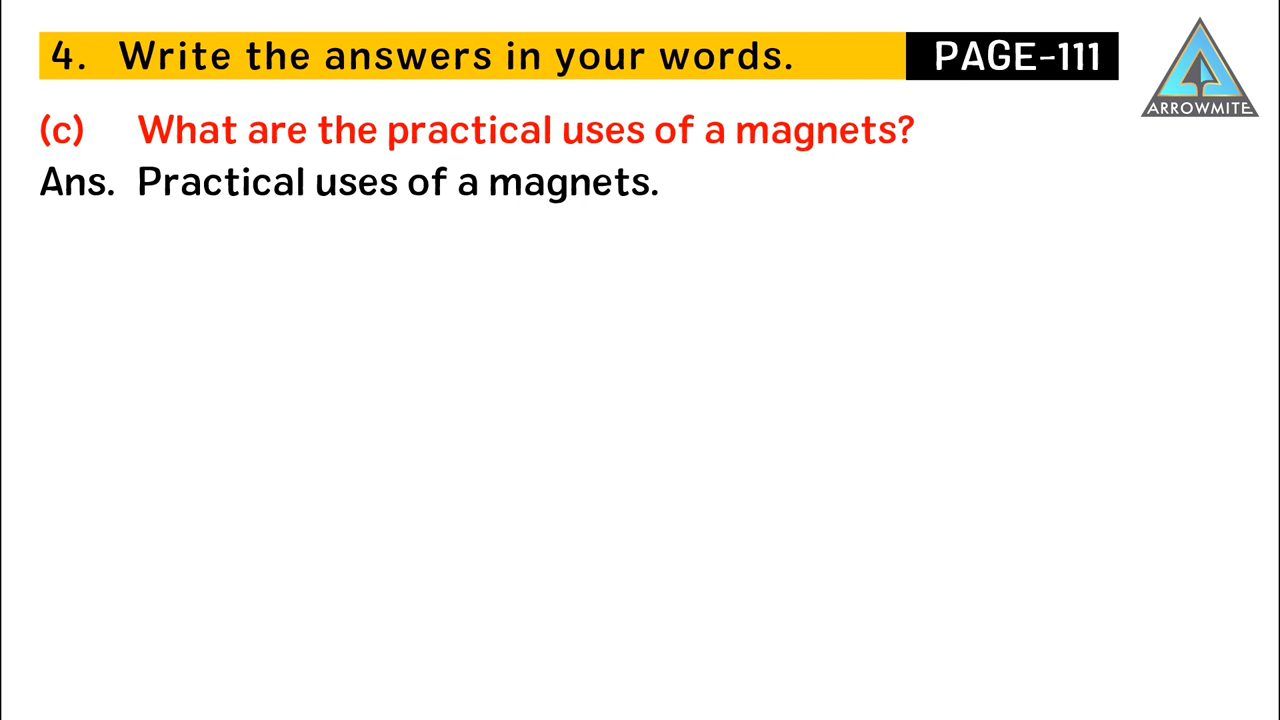 4. Write the answers in your words. PAGE-111
ARROWMITE
(c) What are the practical uses of a magnets?
Ans. Practical uses of a magnets.